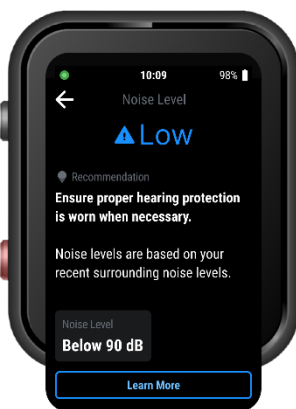 10:09 98%
Noise Level
Low
Recommendation
Ensure proper hearing protection
is worn when necessary.
Noise levels are based on your
recent surrounding noise levels.
Noise Level
Below 90 dB
Learn More